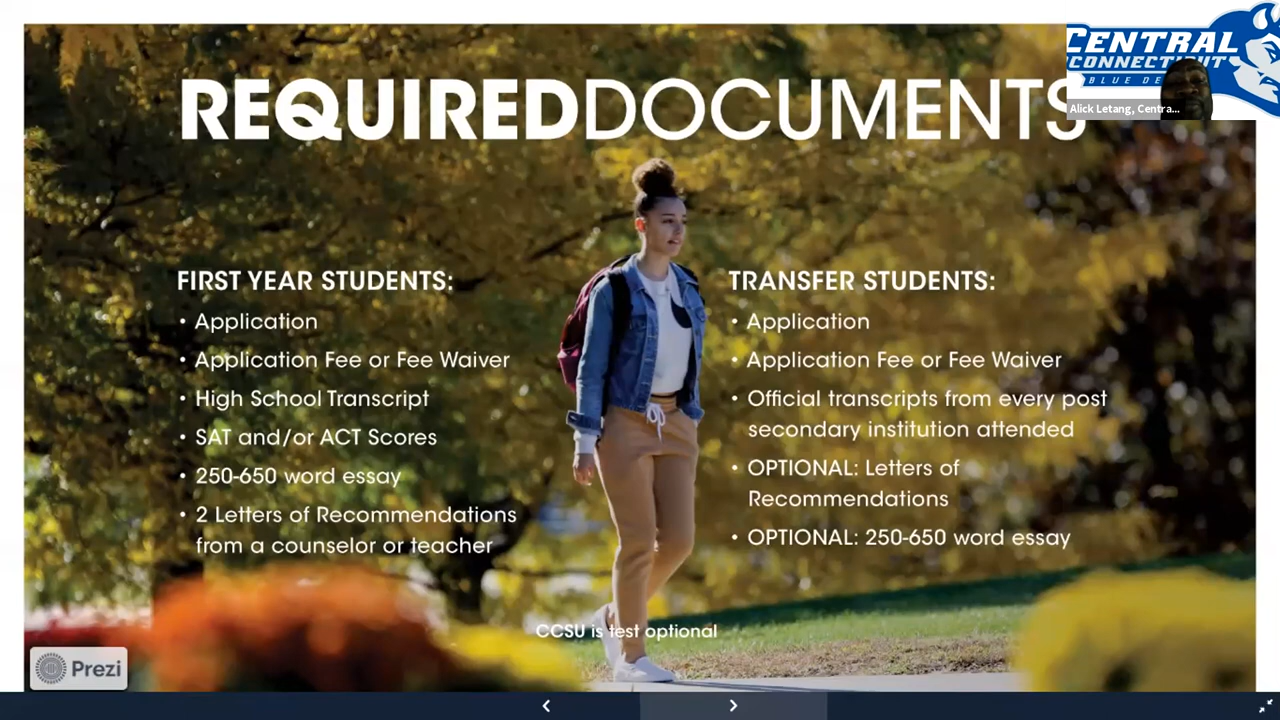 CENTRAL
CONNECTICUT
BLUE DE
Alick Letang, Centra...
REQUIREDDOCUMENTS
FIRST YEAR STUDENTS:
• Application
• Application Fee or Fee Waiver
• High School Transcript
• SAT and/or ACT Scores
• 250-650 word essay
• 2 Letters of Recommendations
from a counselor or teacher
TRANSFER STUDENTS:
• Application
• Application Fee or Fee Waiver
• Official transcripts from every post
secondary institution attended
• OPTIONAL: Letters of
Recommendations
• OPTIONAL: 250-650 word essay
CCSU is test optional
Prezi